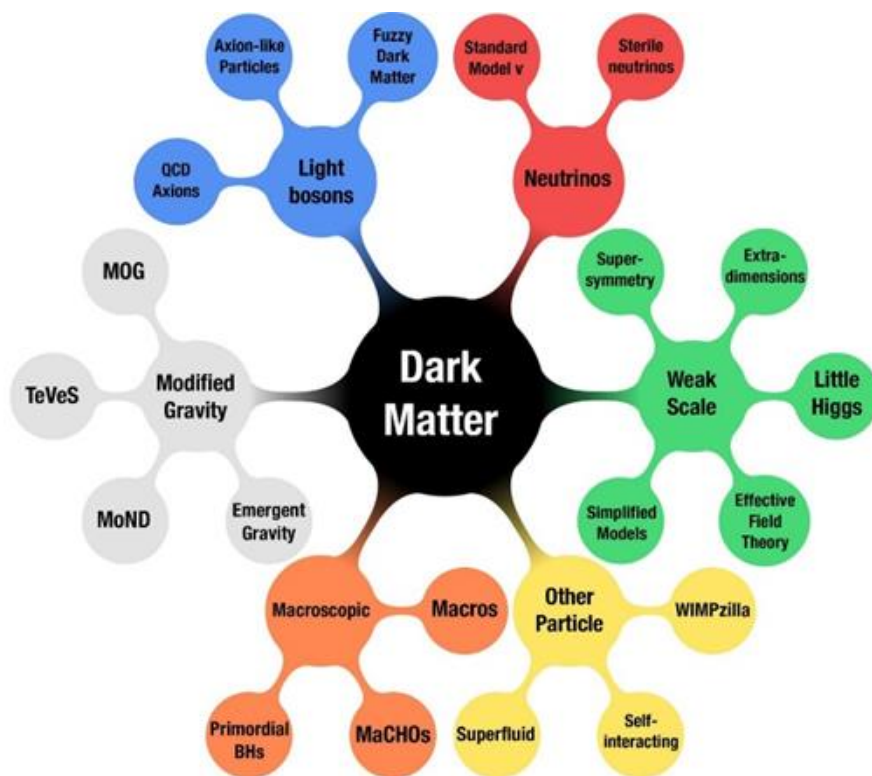 Axion-like
Particles
Fuzzy
Dark
Matter
QCD
Axions
Light
bosons
Standard
Model ν
Sterile
neutrinos
Neutrinos
MOG
TeVeS
Modified
Gravity
MoND
Emergent
Gravity
Dark
Matter
Super-
symmetry
Extra-
dimensions
Weak
Scale
Little
Higgs
Simplified
Models
Effective
Field
Theory
Macroscopic
Macros
Primordial
BHs
MaCHOs
Other
Particle
WIMPzilla
Superfluid
Self-
interacting